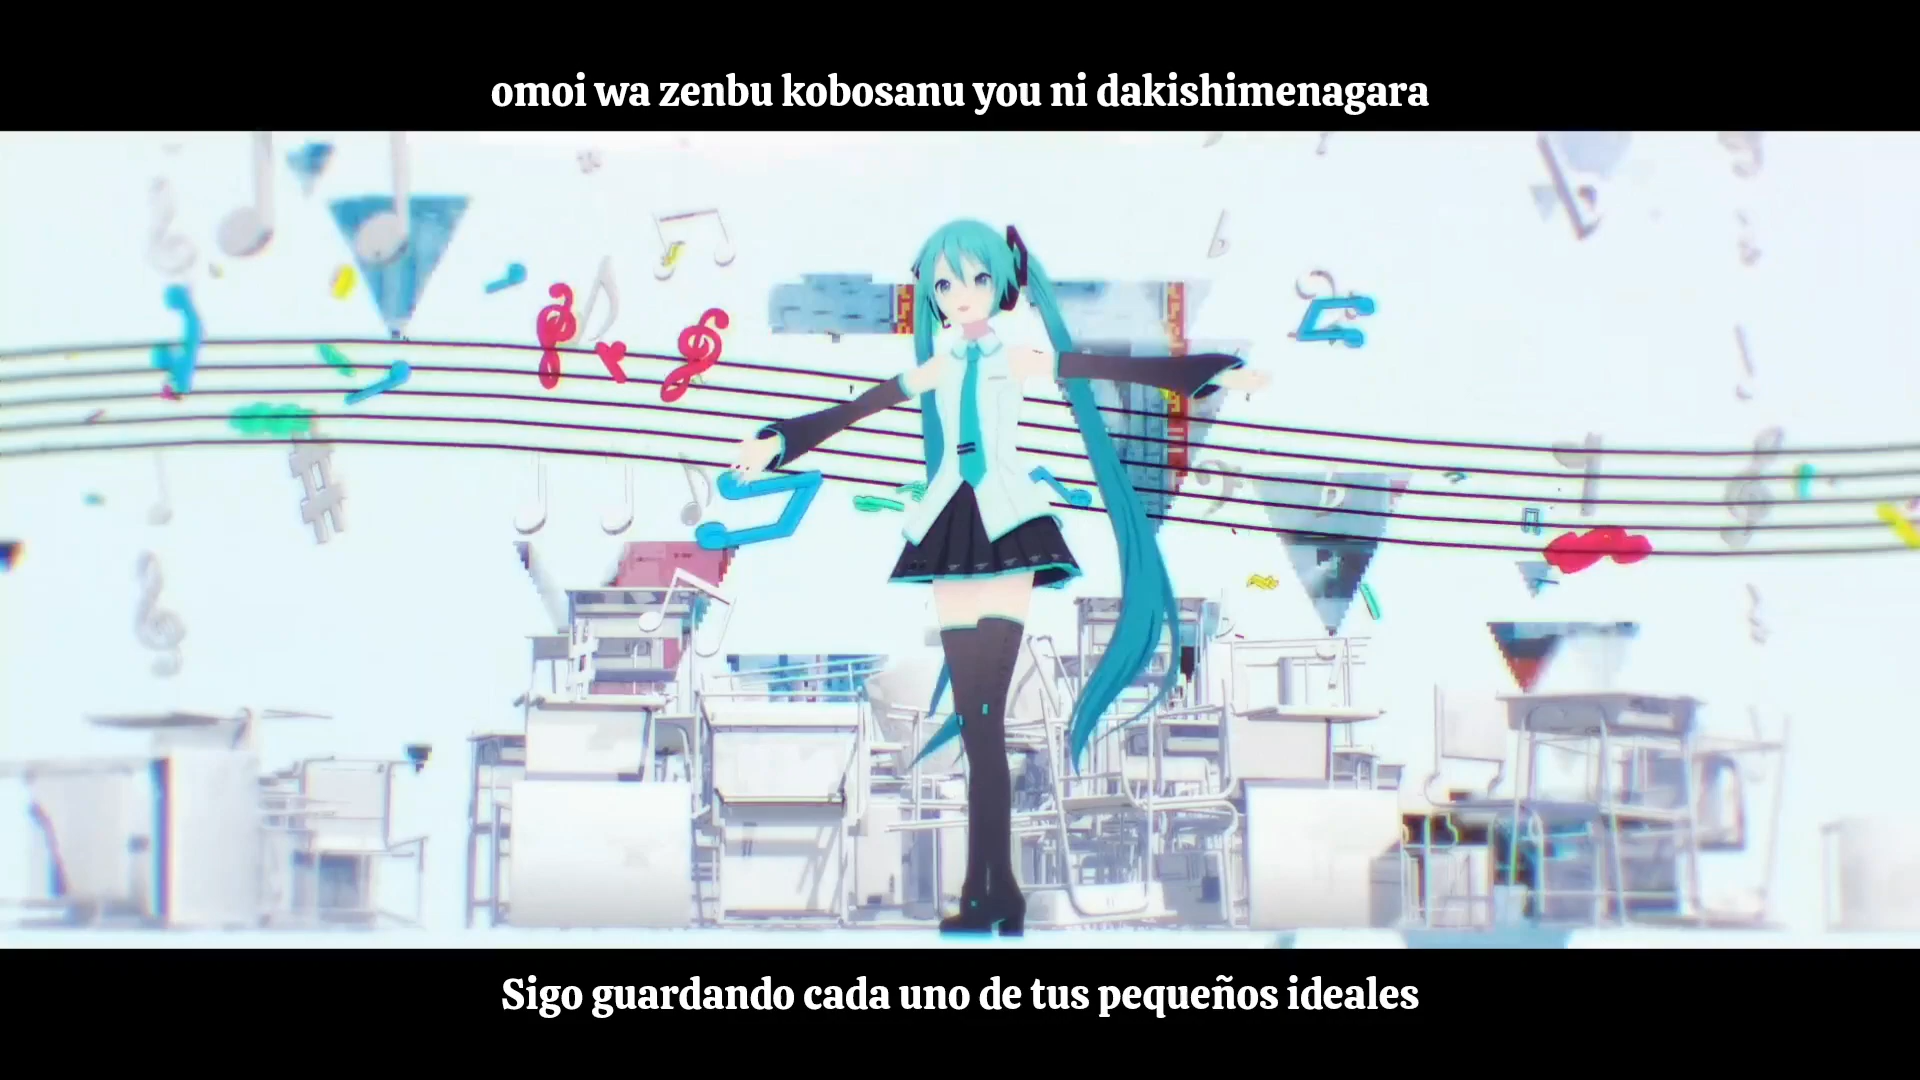 omoi wa zenbu kobosanu you ni dakishimenagara
Sigo guardando cada uno de tus pequeños ideales